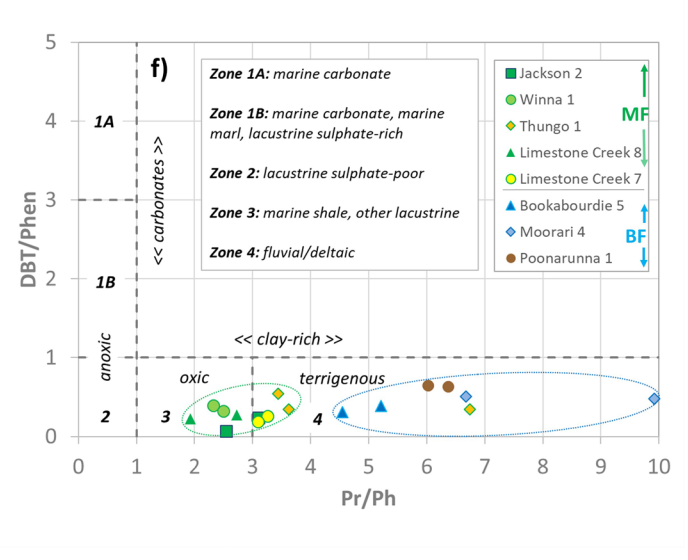 5
4
3
2
1
0
DBT/Phen
1A
1B
anoxic
2
<< carbonates >>
f)
Zone 1A: marine carbonate
Zone 1B: marine carbonate, marine
marl, lacustrine sulphate-rich
Zone 2: lacustrine sulphate-poor
Zone 3: marine shale, other lacustrine
Zone 4: fluvial/deltaic
Jackson 2
Winna 1
Thungo 1
Limestone Creek 8
Limestone Creek 7
MF
Bookabourdie 5
Moorari 4
Poonarunna 1
BF
<< clay-rich >>
oxic
terrigenous
3
4
0 1 2 3 4 5 6 7 8 9 10
Pr/Ph